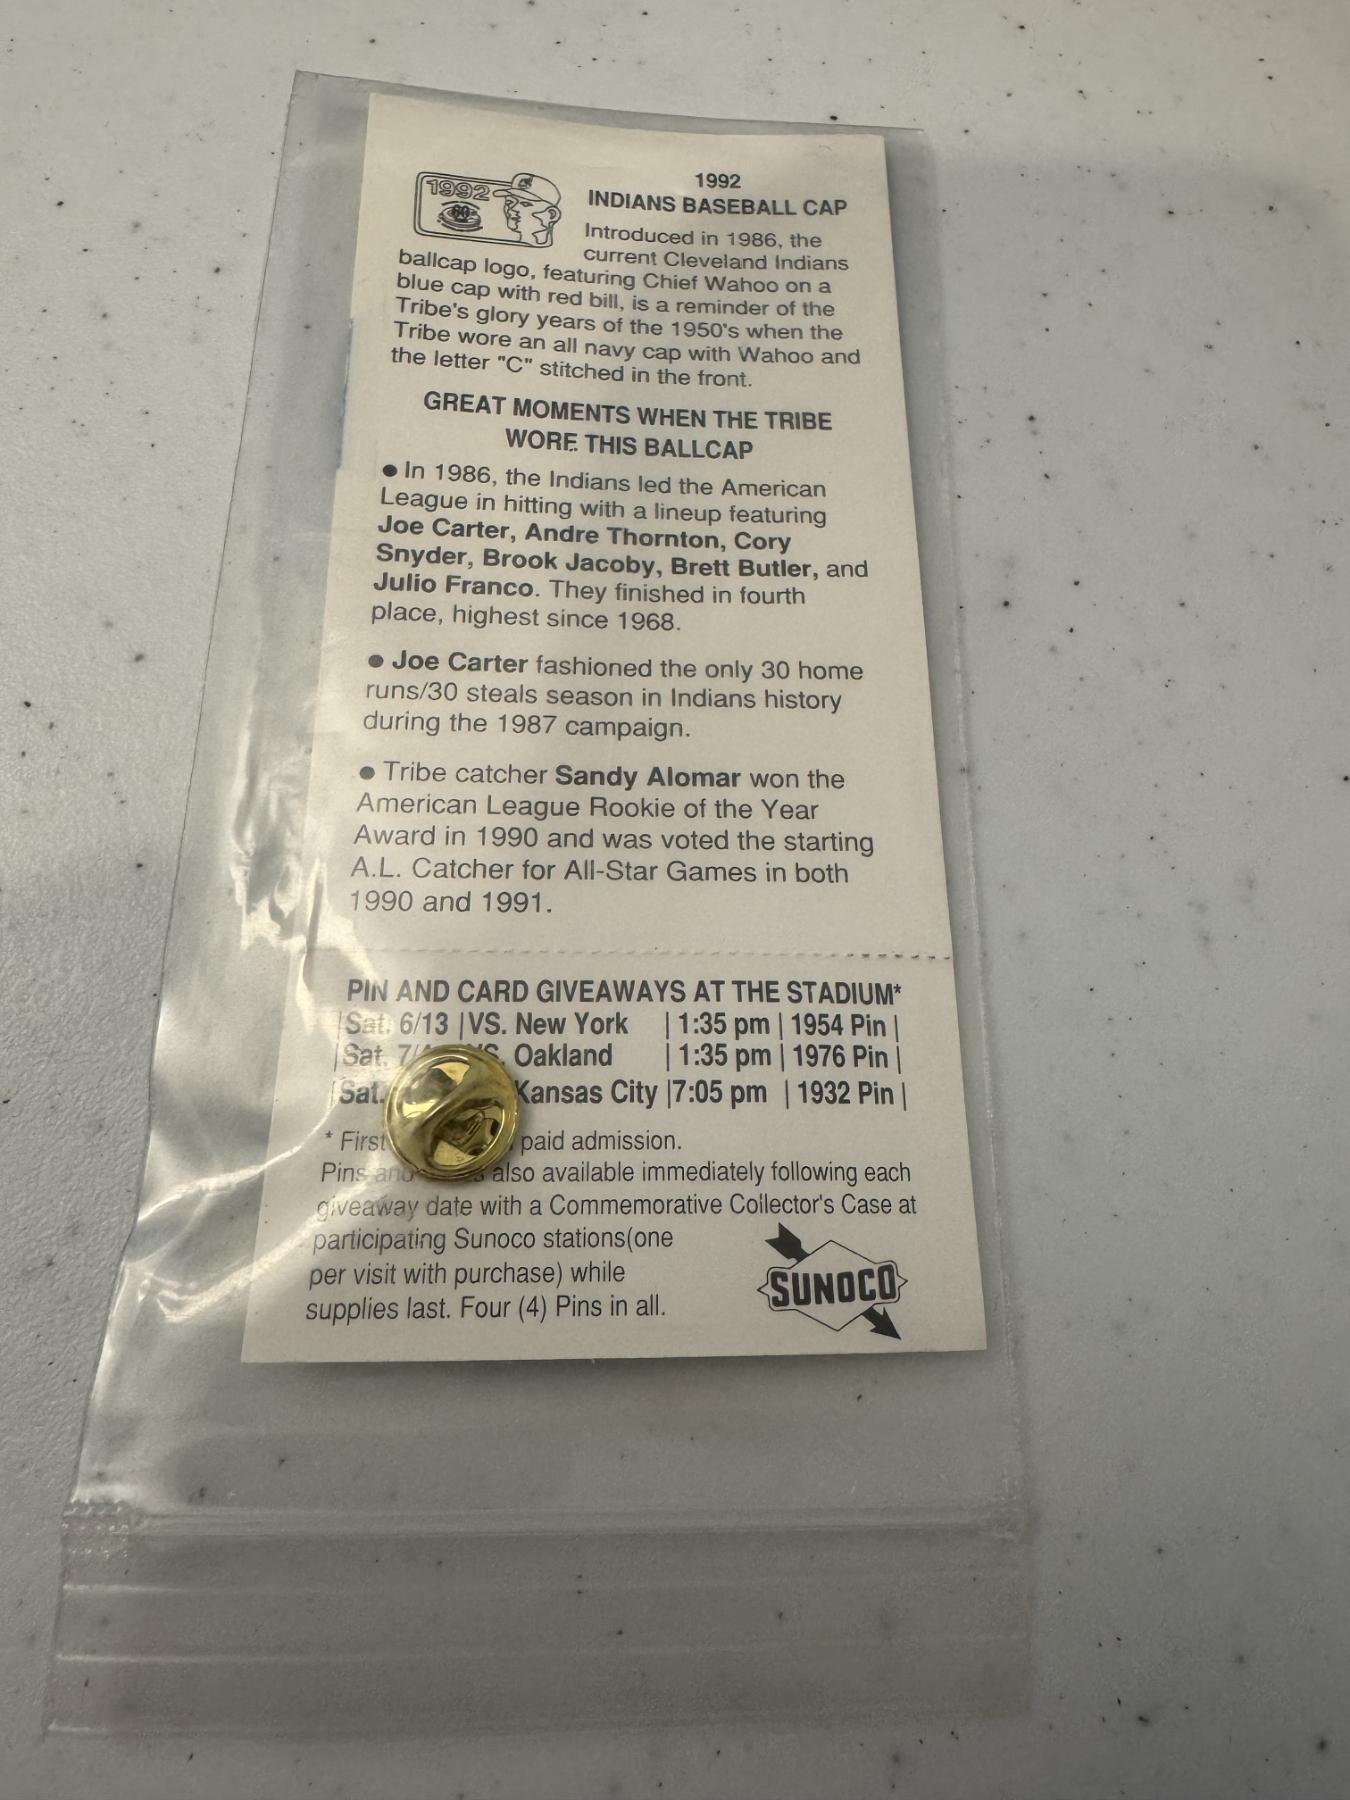 1992
1992
INDIANS BASEBALL CAP
60
Introduced in 1986, the
current Cleveland Indians
ballcap logo, featuring Chief Wahoo on a
blue cap with red bill, is a reminder of the
Tribe's glory years of the 1950's when the
Tribe wore an all navy cap with Wahoo and
the letter "C" stitched in the front.
GREAT MOMENTS WHEN THE TRIBE
WORE THIS BALLCAP
● In 1986, the Indians led the American
League in hitting with a lineup featuring
Joe Carter, Andre Thornton, Cory
Snyder, Brook Jacoby, Brett Butler, and
Julio Franco. They finished in fourth
place, highest since 1968.
● Joe Carter fashioned the only 30 home
runs/30 steals season in Indians history
during the 1987 campaign.
● Tribe catcher Sandy Alomar won the
American League Rookie of the Year
Award in 1990 and was voted the starting
A.L. Catcher for All-Star Games in both
1990 and 1991.
PIN AND CARD GIVEAWAYS AT THE STADIUM*
|Sat. 6/13 |VS. New York | 1:35 pm | 1954 Pin |
|Sat. VS. Oakland | 1:35 pm | 1976 Pin |
|Sat. Kansas City |7:05 pm | 1932 Pin |
* First paid admission.
Pins and also available immediately following each
giveaway date with a Commemorative Collector's Case at
participating Sunoco stations(one
per visit with purchase) while
supplies last. Four (4) Pins in all.
SUNOCO